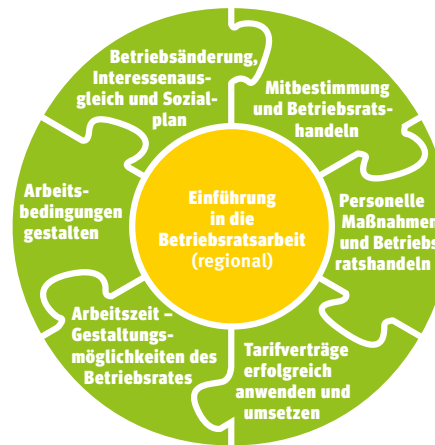 Betriebsänderung,
Interessenaus-
gleich und Sozial-
plan
Mitbestimmung
und Betriebsrats-
handeln
Personelle
Maßnahmen
und Betriebs
ratshandeln
Tarifverträge
erfolgreich
anwenden und
umsetzen
Arbeitszeit –
Gestaltungs-
möglichkeiten des
Betriebsrates
Arbeits-
bedingungen
gestalten
Einführung
in die
Betriebsratsarbeit
(regional)